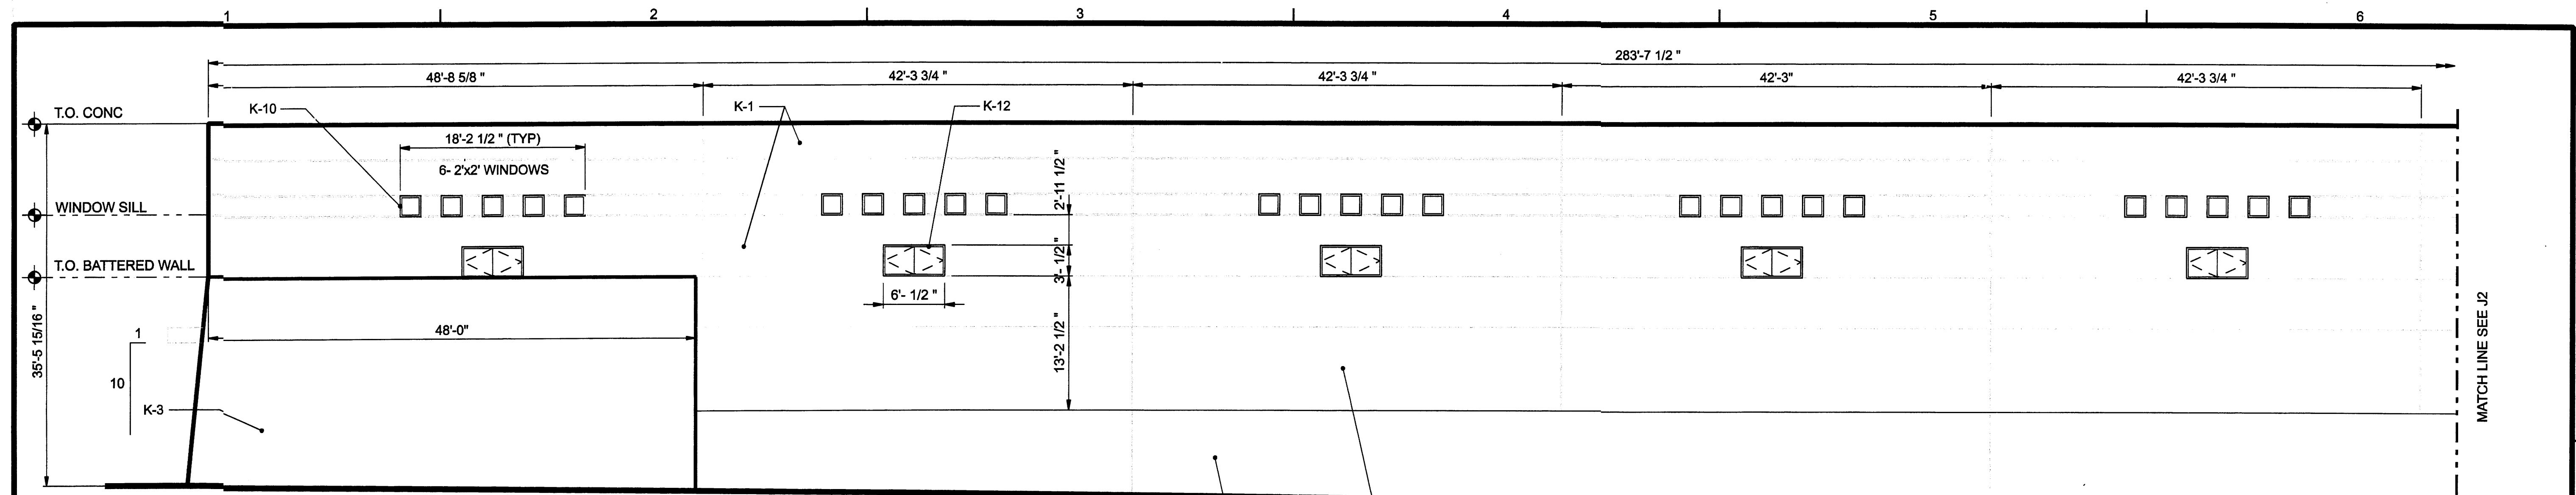 1 2 3 4 5 6
283'-7 1/2 "
48'-8 5/8 " 42'-3 3/4 " 42'-3 3/4 " 42'-3" 42'-3 3/4 "
T.O. CONC
K-10
K-1
K-12
18'-2 1/2 " (TYP)
6- 2'x2' WINDOWS
2'-11 1/2 "
WINDOW SILL
T.O. BATTERED WALL
3'- 1/2 "
6'- 1/2 "
48'-0"
13'-2 1/2 "
35'-5 15/16 "
1
10
K-3
MATCH LINE SEE J2